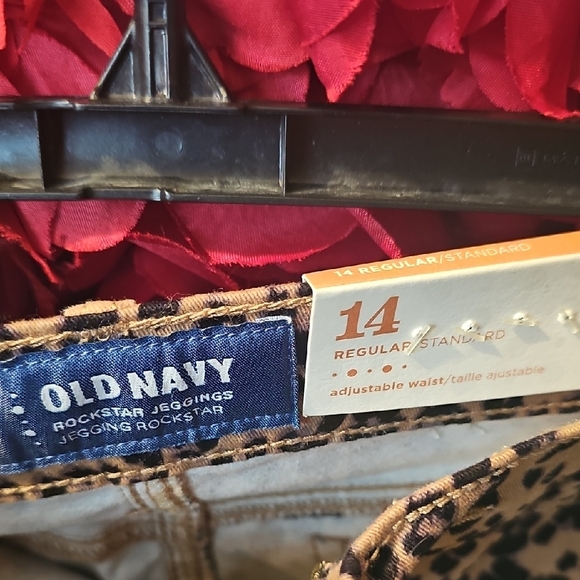 14 REGULAR/STANDARD
14
REGULAR/STANDARD
adjustable waist/taille ajustable
OLD NAVY
ROCKSTAR JEGGINGS
JEGGING ROCKSTAR